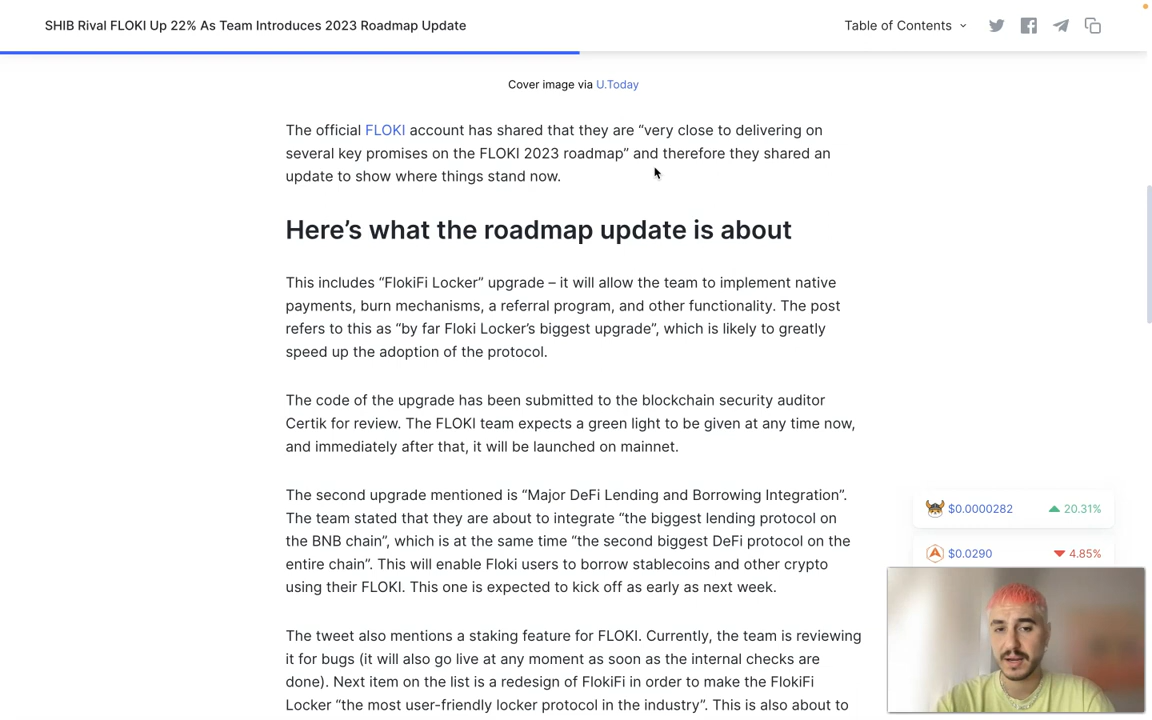 SHIB Rival FLOKI Up 22% As Team Introduces 2023 Roadmap Update
Table of Contents
Cover image via U.Today
The official FLOKI account has shared that they are “very close to delivering on
several key promises on the FLOKI 2023 roadmap” and therefore they shared an
update to show where things stand now.
Here’s what the roadmap update is about
This includes “FlokiFi Locker” upgrade – it will allow the team to implement native
payments, burn mechanisms, a referral program, and other functionality. The post
refers to this as “by far Floki Locker’s biggest upgrade”, which is likely to greatly
speed up the adoption of the protocol.
The code of the upgrade has been submitted to the blockchain security auditor
Certik for review. The FLOKI team expects a green light to be given at any time now,
and immediately after that, it will be launched on mainnet.
The second upgrade mentioned is “Major DeFi Lending and Borrowing Integration”.
The team stated that they are about to integrate “the biggest lending protocol on
the BNB chain”, which is at the same time “the second biggest DeFi protocol on the
entire chain”. This will enable Floki users to borrow stablecoins and other crypto
using their FLOKI. This one is expected to kick off as early as next week.
The tweet also mentions a staking feature for FLOKI. Currently, the team is reviewing
it for bugs (it will also go live at any moment as soon as the internal checks are
done). Next item on the list is a redesign of FlokiFi in order to make the FlokiFi
Locker “the most user-friendly locker protocol in the industry”. This is also about to
$0.0000282 20.31%
$0.0290 4.85%